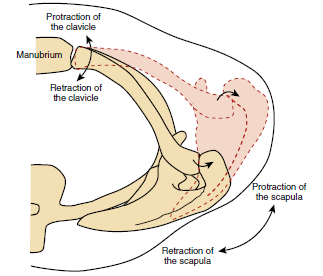 Protraction of
the clavicle
Manubrium
Retraction of
the clavicle
Protraction of
the scapula
Retraction of
the scapula